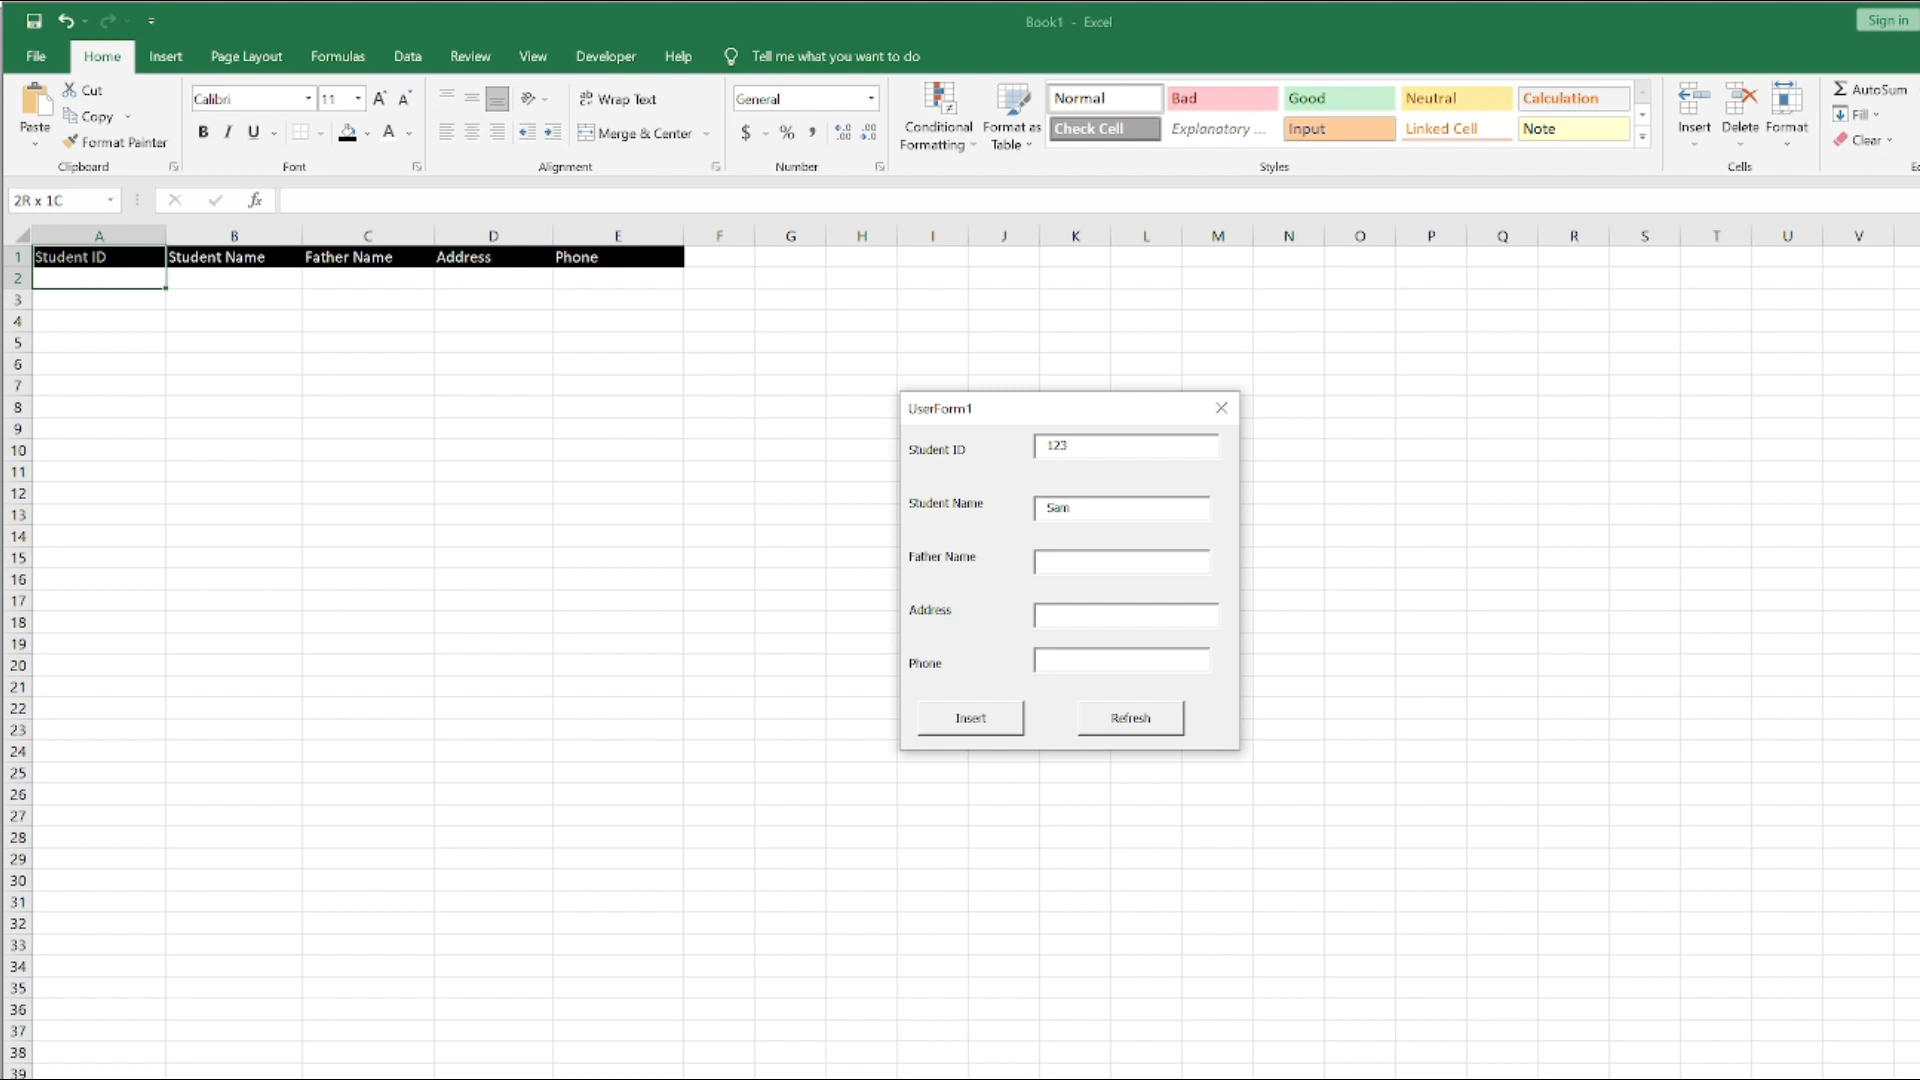 Book1 - Excel
Sign in
File Home Insert Page Layout Formulas Data Review View Developer Help Tell me what you want to do
Paste
Cut
Copy
Format Painter
Clipboard
Calibri 11
B I U
Font
Wrap Text
Merge & Center
Alignment
General
$ % ,
Number
Conditional Formatting
Format as Table
Normal Bad Good Neutral Calculation
Check Cell Explanatory ... Input Linked Cell Note
Styles
Insert Delete Format
Cells
AutoSum
Fill
Clear
2R x 1C
fx
A B C D E F G H I J K L M N O P Q R S T U V
1 Student ID Student Name Father Name Address Phone
2
3
4
5
6
7
8
9
10
11
12
13
14
15
16
17
18
19
20
21
22
23
24
25
26
27
28
29
30
31
32
33
34
35
36
37
38
39
UserForm1
Student ID 123
Student Name Sam
Father Name
Address
Phone
Insert Refresh